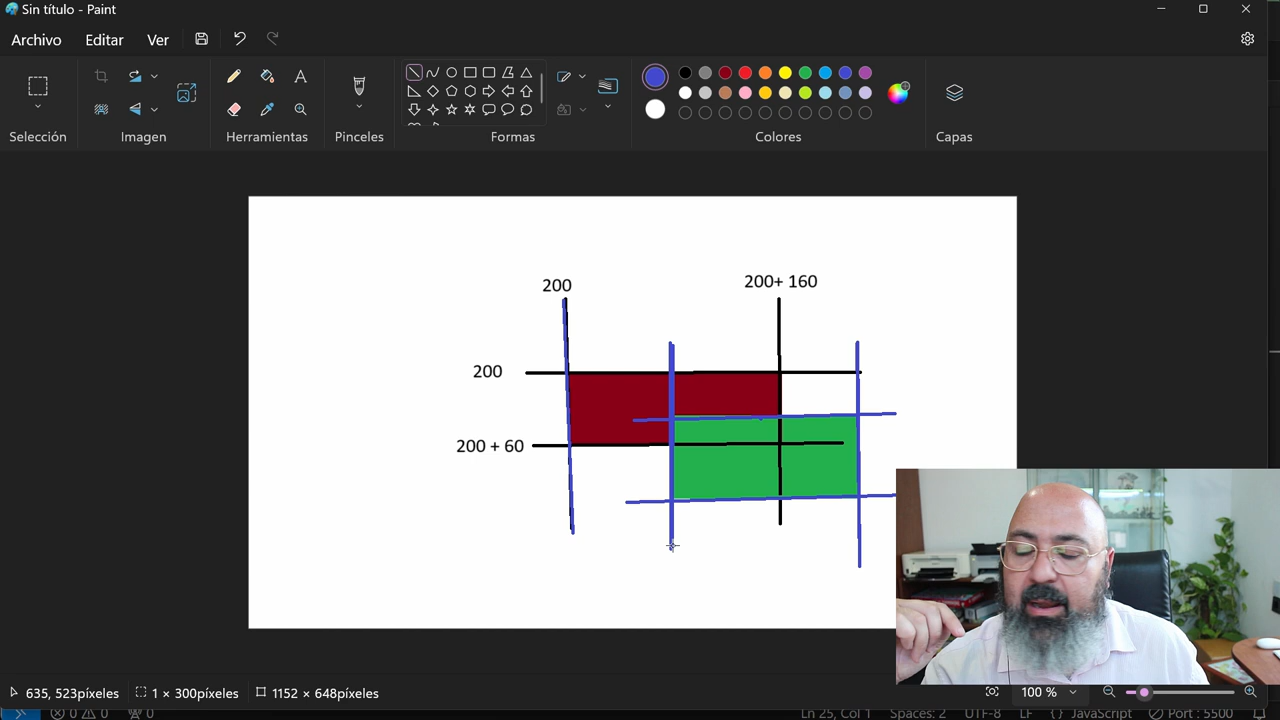 Sin título - Paint
Archivo Editar Ver
Selección Imagen Herramientas Pinceles Formas Colores Capas
200 200+ 160
200
200 + 60
635, 523píxeles 1 × 300píxeles 1152 × 648píxeles 100 %
0 0 0 Ln 25, Col 1 Spaces: 2 UTF-8 LF {} JavaScript Port : 5500